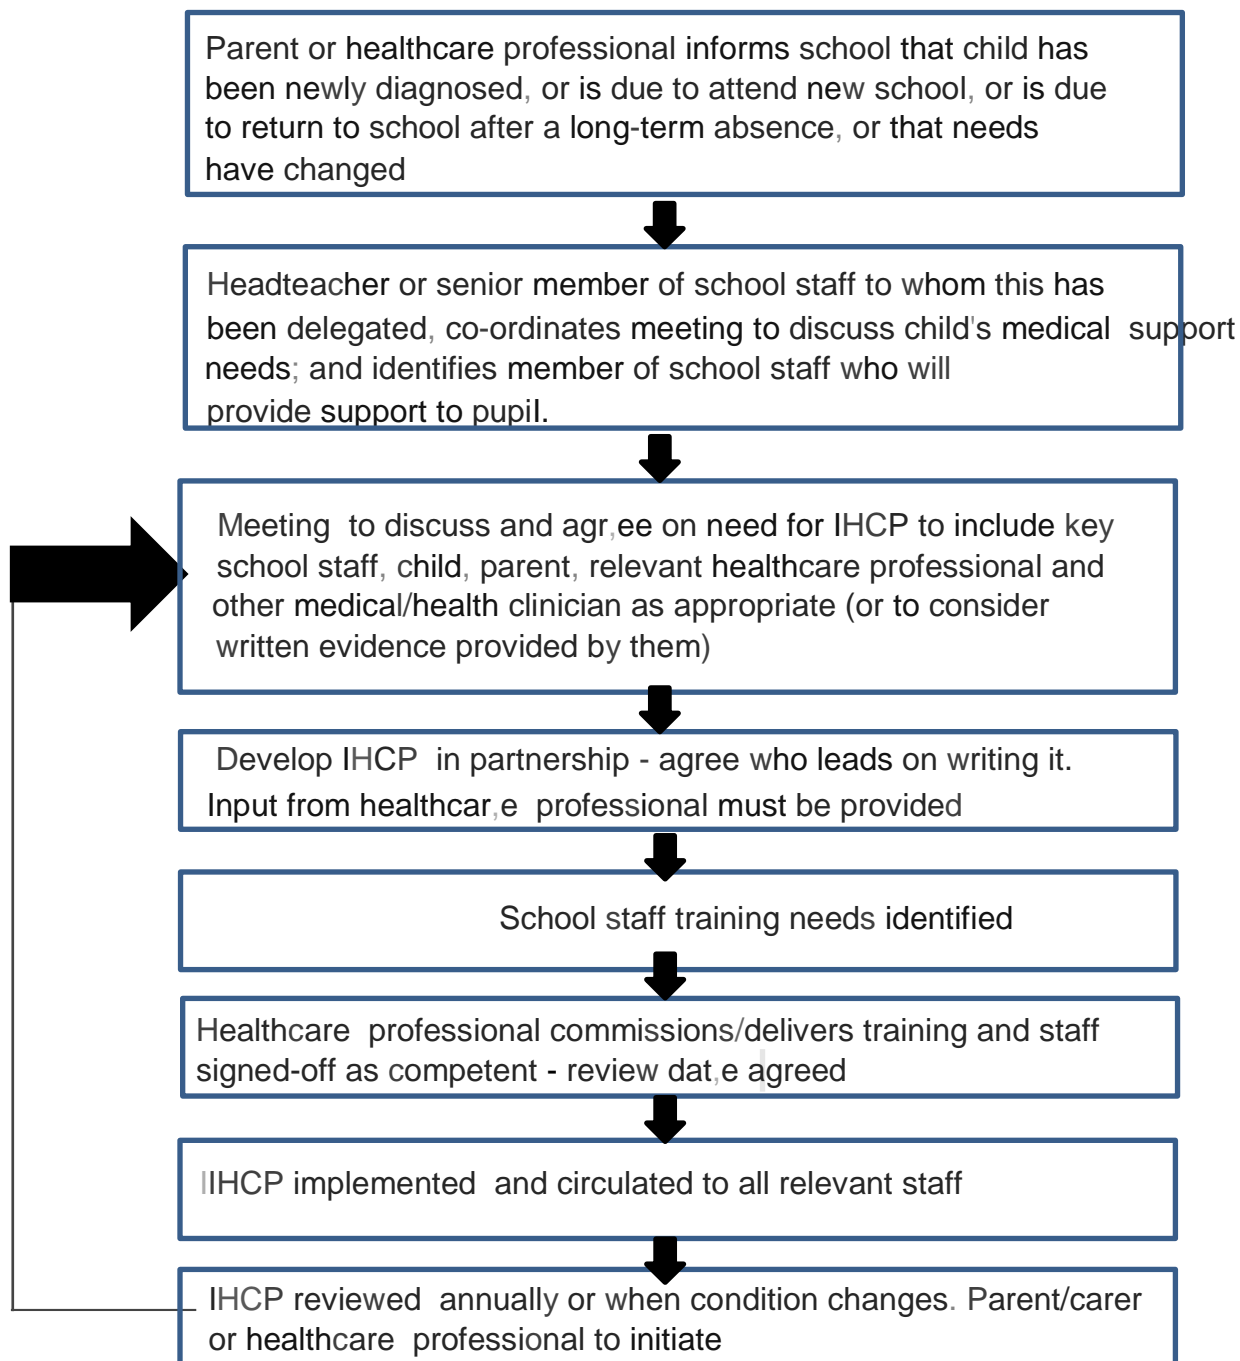 Parent or healthcare professional informs school that child has
been newly diagnosed, or is due to attend new school, or is due
to return to school after a long-term absence, or that needs
have changed
Headteacher or senior member of school staff to whom this has
been delegated, co-ordinates meeting to discuss child's medical support
needs; and identifies member of school staff who will
provide support to pupil.
Meeting to discuss and agr,ee on need for IHCP to include key
school staff, child, parent, relevant healthcare professional and
other medical/health clinician as appropriate (or to consider
written evidence provided by them)
Develop IHCP in partnership - agree who leads on writing it.
Input from healthcar,e professional must be provided
School staff training needs identified
Healthcare professional commissions/delivers training and staff
signed-off as competent - review dat,e agreed
IIHCP implemented and circulated to all relevant staff
IHCP reviewed annually or when condition changes. Parent/carer
or healthcare professional to initiate